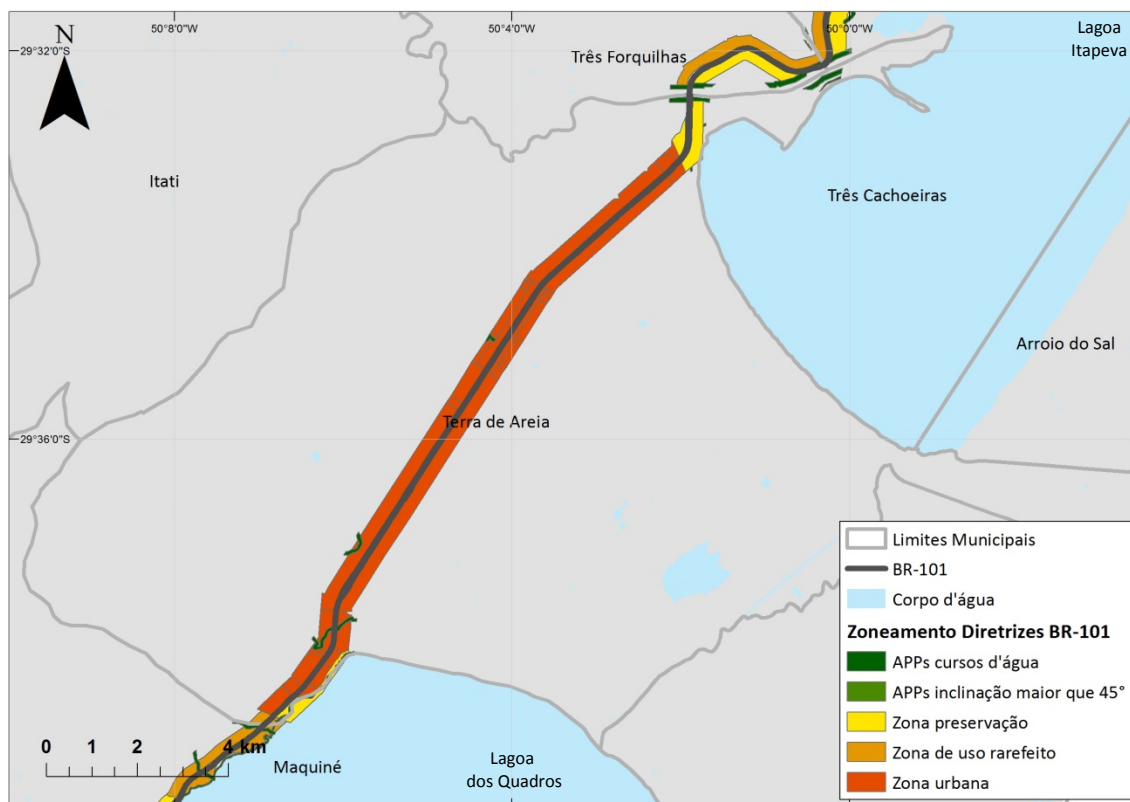 50°8'0"W
50°4'0"W
50°0'0"W
N
29°32'0"S
Três Forquilhas
Lagoa
Itapeva
Itati
Três Cachoeiras
Arroio do Sal
Terra de Areia
29°36'0"S
Limites Municipais
BR-101
Corpo d'água
Zoneamento Diretrizes BR-101
APPs cursos d'água
APPs inclinação maior que 45°
Zona preservação
Zona de uso rarefeito
Zona urbana
0 1 2 4 km
Maquiné
Lagoa
dos Quadros